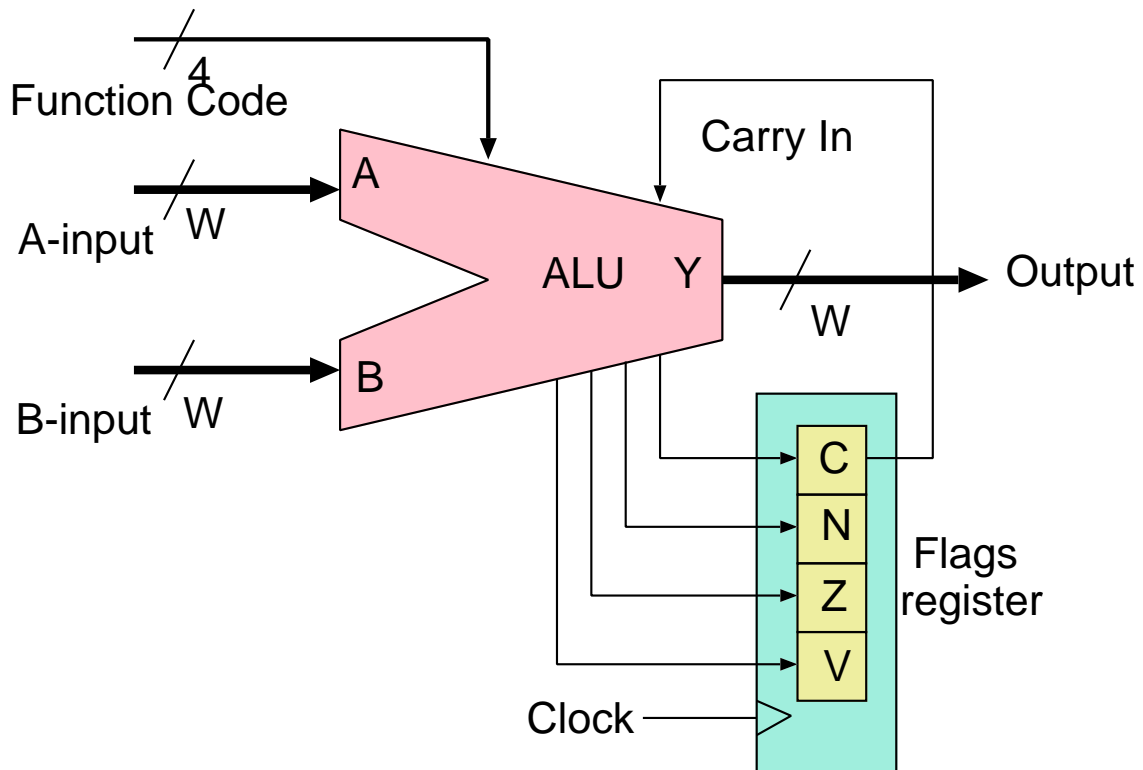 4
Function Code
Carry In
A
W
A-input
ALU
Y
Output
W
B
W
B-input
C
N
Flags
Z
register
V
Clock